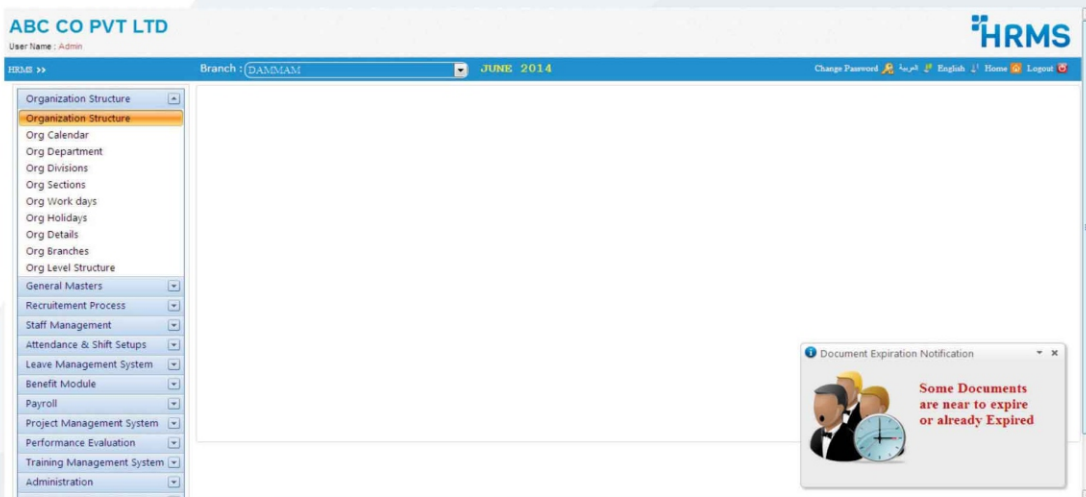 ABC CO PVT LTD
User Name : Admin
HRMS
HRMS >>
Branch : DAMMAM
JUNE 2014
Change Password العربية English Home Logout
Organization Structure
Organization Structure
Org Calendar
Org Department
Org Divisions
Org Sections
Org Work days
Org Holidays
Org Details
Org Branches
Org Level Structure
General Masters
Recruitement Process
Staff Management
Attendance & Shift Setups
Leave Management System
Benefit Module
Payroll
Project Management System
Performance Evaluation
Training Management System
Administration
Document Expiration Notification
Some Documents
are near to expire
or already Expired